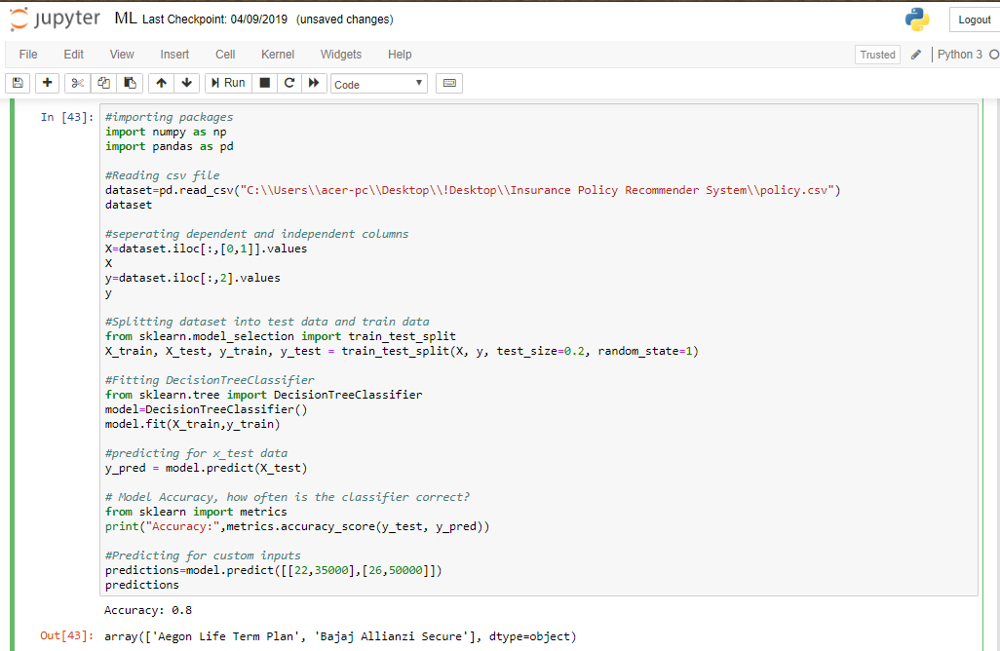 jupyter ML Last Checkpoint: 04/09/2019 (unsaved changes) Logout
File Edit View Insert Cell Kernel Widgets Help Trusted Python 3
Run Code
In [43]: #importing packages
import numpy as np
import pandas as pd
#Reading csv file
dataset=pd.read_csv("C:\\Users\\acer-pc\\Desktop\\!Desktop\\Insurance Policy Recommender System\\policy.csv")
dataset
#seperating dependent and independent columns
X=dataset.iloc[:,[0,1]].values
X
y=dataset.iloc[:,2].values
y
#Splitting dataset into test data and train data
from sklearn.model_selection import train_test_split
X_train, X_test, y_train, y_test = train_test_split(X, y, test_size=0.2, random_state=1)
#Fitting DecisionTreeClassifier
from sklearn.tree import DecisionTreeClassifier
model=DecisionTreeClassifier()
model.fit(X_train,y_train)
#predicting for x_test data
y_pred = model.predict(X_test)
# Model Accuracy, how often is the classifier correct?
from sklearn import metrics
print("Accuracy:",metrics.accuracy_score(y_test, y_pred))
#Predicting for custom inputs
predictions=model.predict([[22,35000],[26,50000]])
predictions
Accuracy: 0.8
Out[43]: array(['Aegon Life Term Plan', 'Bajaj Allianzi Secure'], dtype=object)